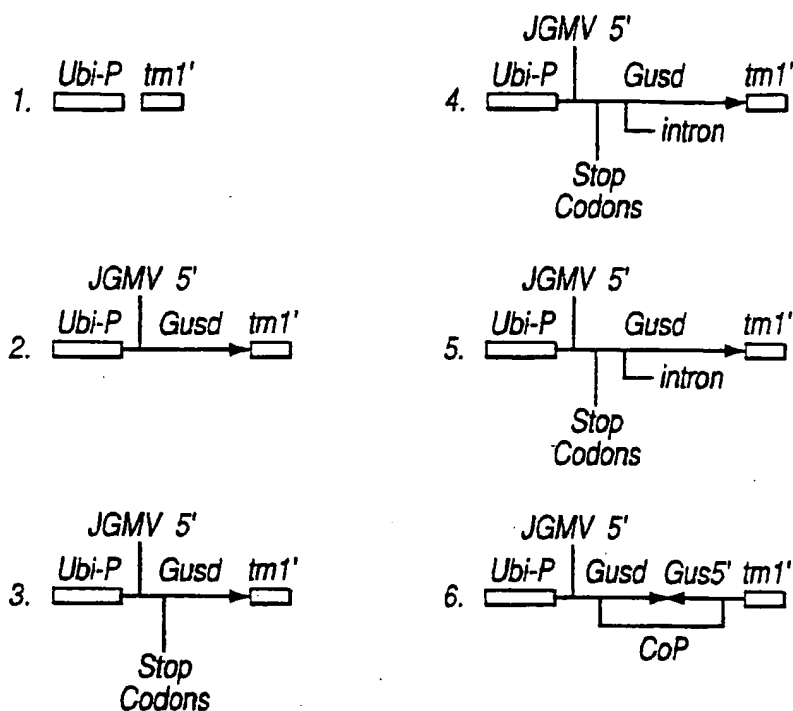 1. Ubi-P tm1'
2. JGMV 5'
Ubi-P Gusd tm1'
3. JGMV 5'
Ubi-P Gusd tm1'
Stop
Codons
4. JGMV 5'
Ubi-P Gusd tm1'
intron
Stop
Codons
5. JGMV 5'
Ubi-P Gusd tm1'
intron
Stop
Codons
6. JGMV 5'
Ubi-P Gusd Gus5' tm1'
CoP